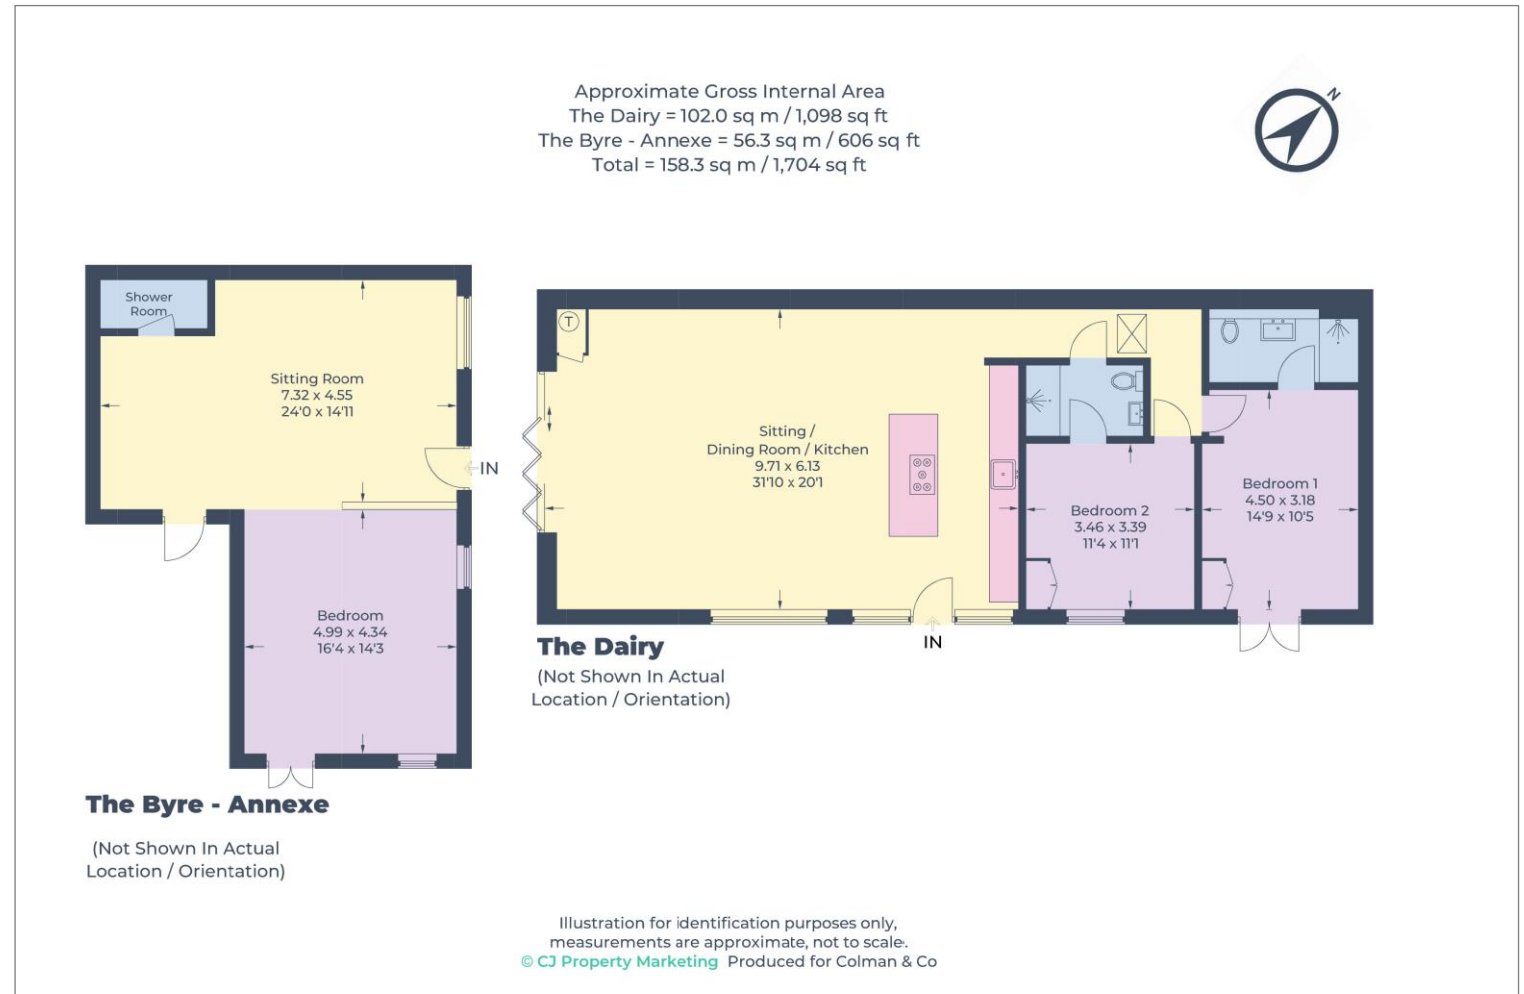 Approximate Gross Internal Area
The Dairy = 102.0 sq m / 1,098 sq ft
The Byre - Annexe = 56.3 sq m / 606 sq ft
Total = 158.3 sq m / 1,704 sq ft
N
Shower
Room
Sitting Room
7.32 x 4.55
24'0 x 14'11
IN
Bedroom
4.99 x 4.34
16'4 x 14'3
The Byre - Annexe
(Not Shown In Actual
Location / Orientation)
T
Sitting /
Dining Room / Kitchen
9.71 x 6.13
31'10 x 20'1
Bedroom 2
3.46 x 3.39
11'4 x 11'1
Bedroom 1
4.50 x 3.18
14'9 x 10'5
IN
The Dairy
(Not Shown In Actual
Location / Orientation)
Illustration for identification purposes only,
measurements are approximate, not to scale.
© CJ Property Marketing Produced for Colman & Co